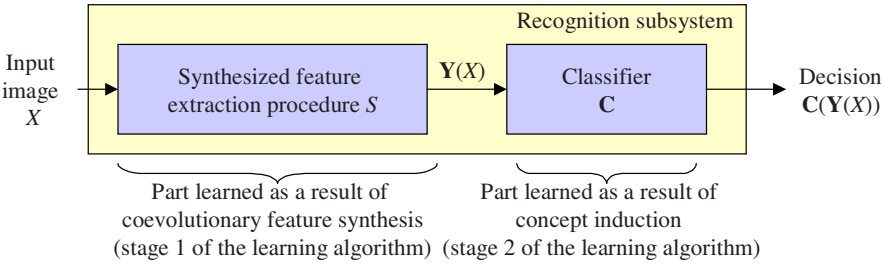 Recognition subsystem
Input
image
X
Synthesized feature
extraction procedure S
Y(X)
Classifier
C
Decision
C(Y(X))
Part learned as a result of
coevolutionary feature synthesis
(stage 1 of the learning algorithm)
Part learned as a result of
concept induction
(stage 2 of the learning algorithm)